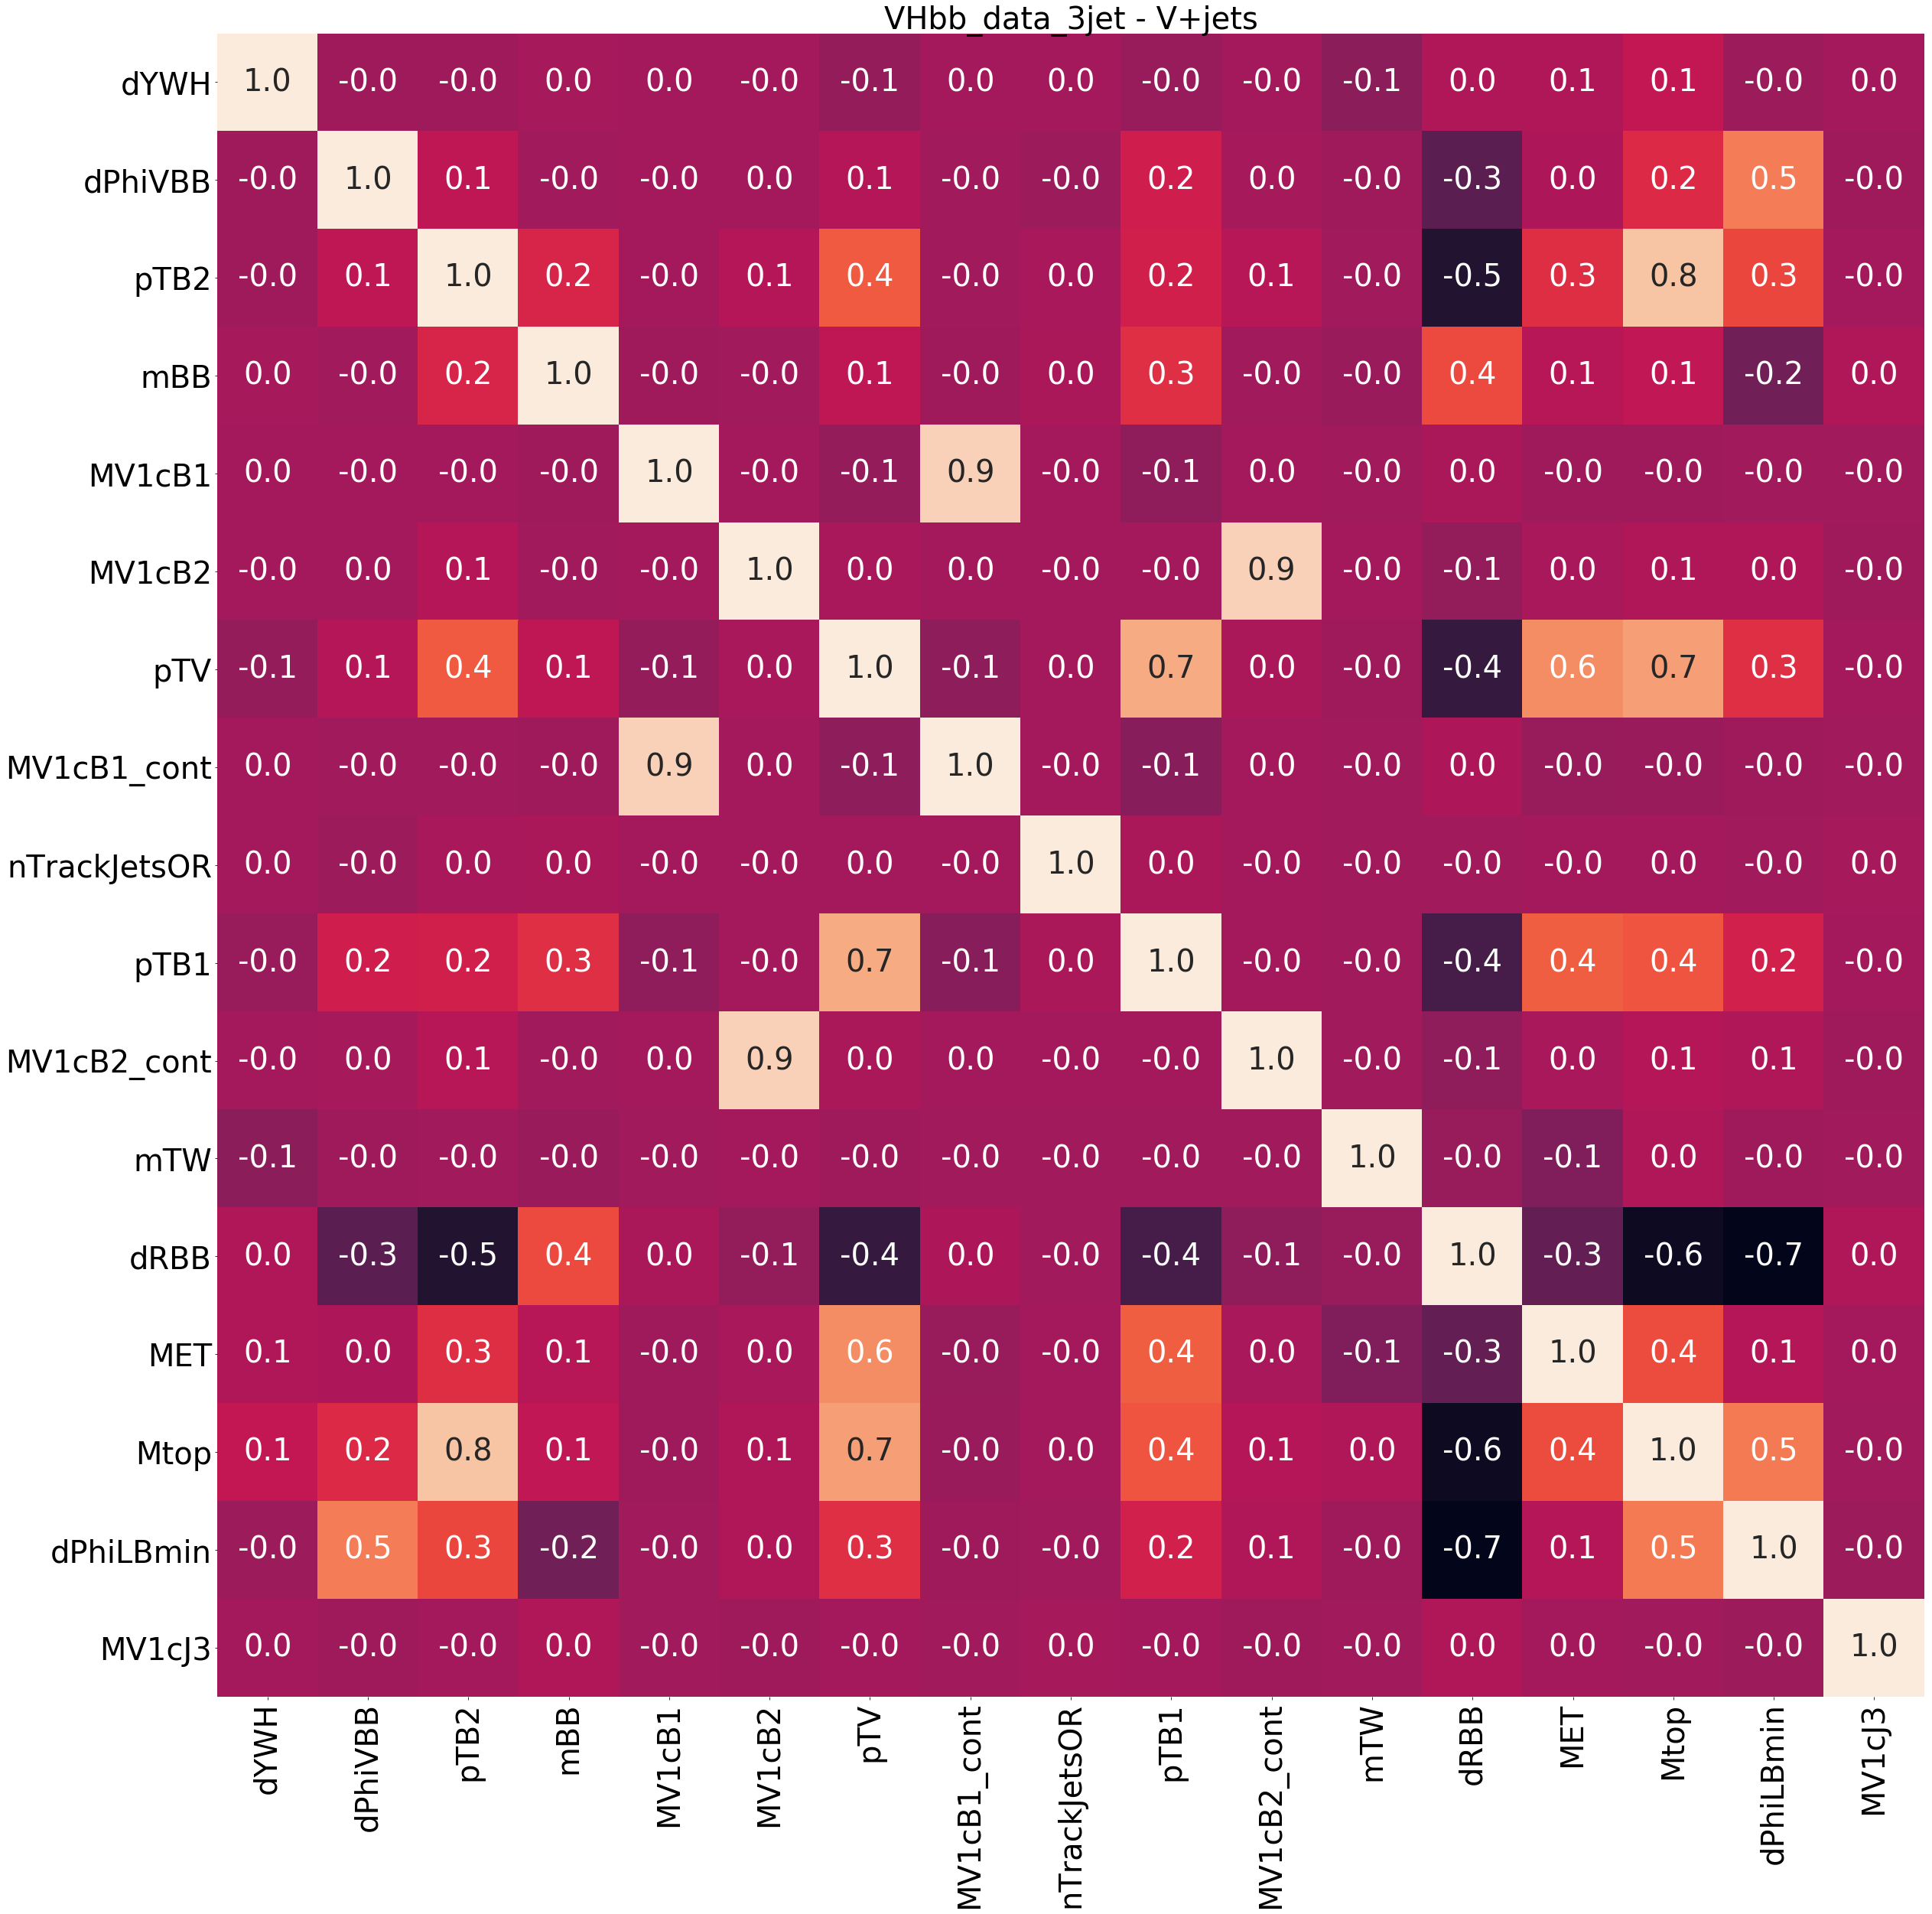 VHbb_data_3jet - V+jets
dYWH 1.0 -0.0 -0.0 0.0 0.0 -0.0 -0.1 0.0 0.0 -0.0 -0.0 -0.1 0.0 0.1 0.1 -0.0 0.0
dPhiVBB -0.0 1.0 0.1 -0.0 -0.0 0.0 0.1 -0.0 -0.0 0.2 0.0 -0.0 -0.3 0.0 0.2 0.5 -0.0
pTB2 -0.0 0.1 1.0 0.2 -0.0 0.1 0.4 -0.0 0.0 0.2 0.1 -0.0 -0.5 0.3 0.8 0.3 -0.0
mBB 0.0 -0.0 0.2 1.0 -0.0 -0.0 0.1 -0.0 0.0 0.3 -0.0 -0.0 0.4 0.1 0.1 -0.2 0.0
MV1cB1 0.0 -0.0 -0.0 -0.0 1.0 -0.0 -0.1 0.9 -0.0 -0.1 0.0 -0.0 0.0 -0.0 -0.0 -0.0 -0.0
MV1cB2 -0.0 0.0 0.1 -0.0 -0.0 1.0 0.0 0.0 -0.0 -0.0 0.9 -0.0 -0.1 0.0 0.1 0.0 -0.0
pTV -0.1 0.1 0.4 0.1 -0.1 0.0 1.0 -0.1 0.0 0.7 0.0 -0.0 -0.4 0.6 0.7 0.3 -0.0
MV1cB1_cont 0.0 -0.0 -0.0 -0.0 0.9 0.0 -0.1 1.0 -0.0 -0.1 0.0 -0.0 0.0 -0.0 -0.0 -0.0 -0.0
nTrackJetsOR 0.0 -0.0 0.0 0.0 -0.0 -0.0 0.0 -0.0 1.0 0.0 -0.0 -0.0 -0.0 -0.0 0.0 -0.0 0.0
pTB1 -0.0 0.2 0.2 0.3 -0.1 -0.0 0.7 -0.1 0.0 1.0 -0.0 -0.0 -0.4 0.4 0.4 0.2 -0.0
MV1cB2_cont -0.0 0.0 0.1 -0.0 0.0 0.9 0.0 0.0 -0.0 -0.0 1.0 -0.0 -0.1 0.0 0.1 0.1 -0.0
mTW -0.1 -0.0 -0.0 -0.0 -0.0 -0.0 -0.0 -0.0 -0.0 -0.0 -0.0 1.0 -0.0 -0.1 0.0 -0.0 -0.0
dRBB 0.0 -0.3 -0.5 0.4 0.0 -0.1 -0.4 0.0 -0.0 -0.4 -0.1 -0.0 1.0 -0.3 -0.6 -0.7 0.0
MET 0.1 0.0 0.3 0.1 -0.0 0.0 0.6 -0.0 -0.0 0.4 0.0 -0.1 -0.3 1.0 0.4 0.1 0.0
Mtop 0.1 0.2 0.8 0.1 -0.0 0.1 0.7 -0.0 0.0 0.4 0.1 0.0 -0.6 0.4 1.0 0.5 -0.0
dPhiLBmin -0.0 0.5 0.3 -0.2 -0.0 0.0 0.3 -0.0 -0.0 0.2 0.1 -0.0 -0.7 0.1 0.5 1.0 -0.0
MV1cJ3 0.0 -0.0 -0.0 0.0 -0.0 -0.0 -0.0 -0.0 0.0 -0.0 -0.0 -0.0 0.0 0.0 -0.0 -0.0 1.0
dYWH dPhiVBB pTB2 mBB MV1cB1 MV1cB2 pTV MV1cB1_cont nTrackJetsOR pTB1 MV1cB2_cont mTW dRBB MET Mtop dPhiLBmin MV1cJ3